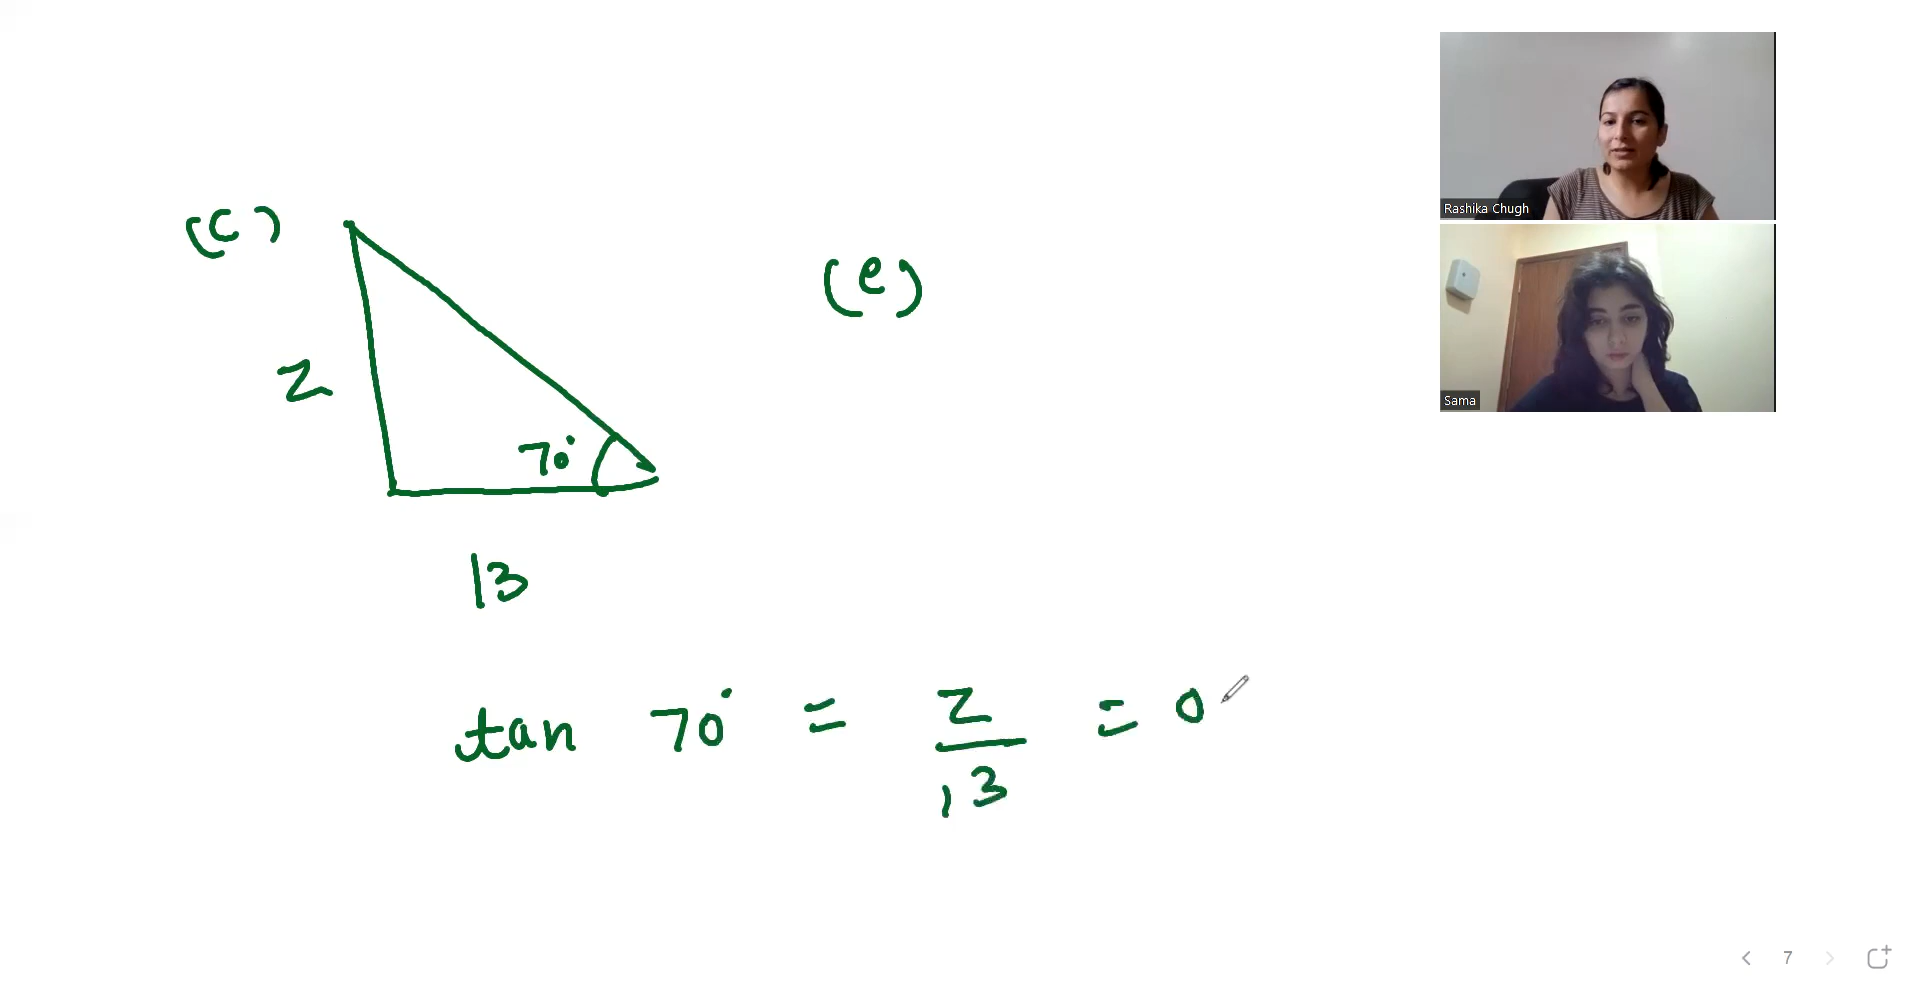 (c)
(e)
z
70°
13
tan 70° = z/13 = 0
Rashika Chugh
Sama
7